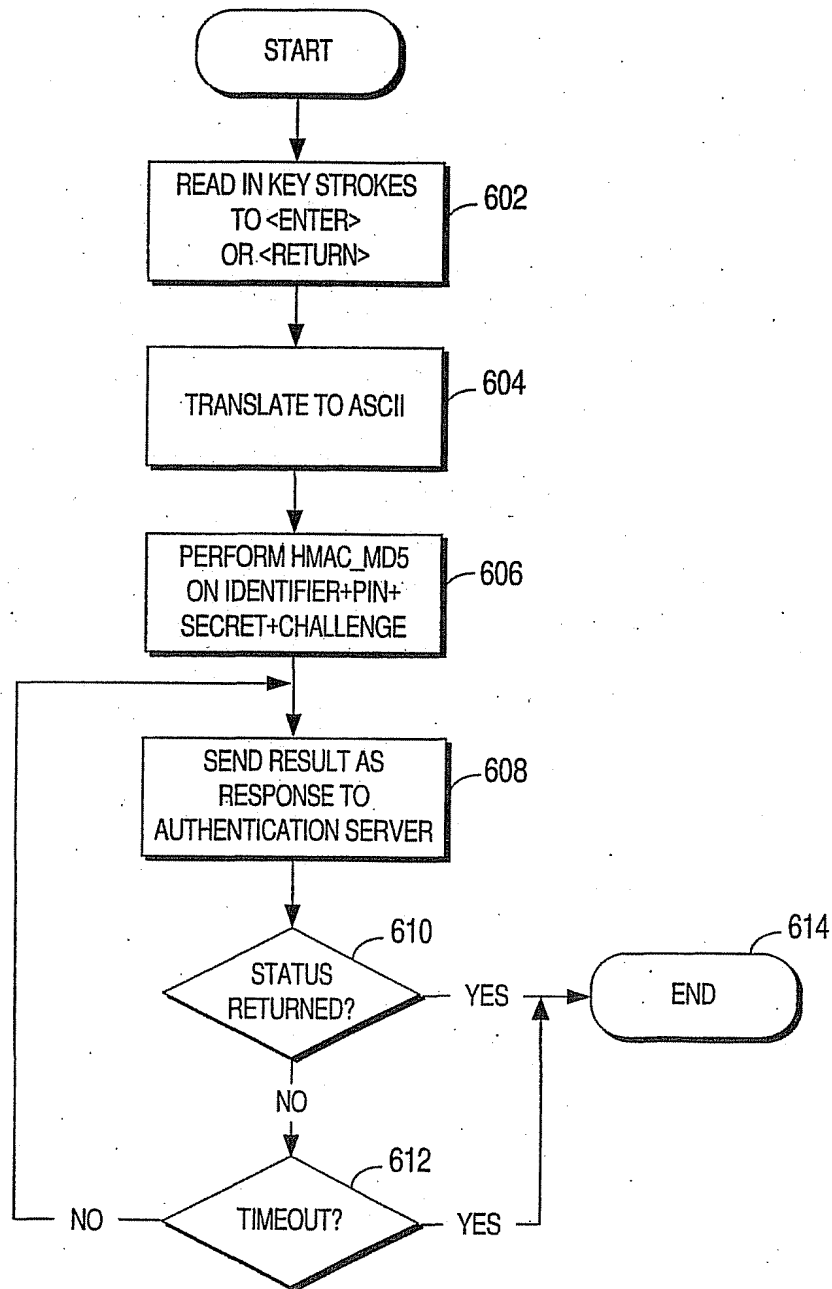 START
READ IN KEY STROKES
TO <ENTER>
OR <RETURN>
602
TRANSLATE TO ASCII
604
PERFORM HMAC_MD5
ON IDENTIFIER+PIN+
SECRET+CHALLENGE
606
SEND RESULT AS
RESPONSE TO
AUTHENTICATION SERVER
608
610
STATUS
RETURNED?
YES
614
END
NO
612
TIMEOUT?
NO
YES